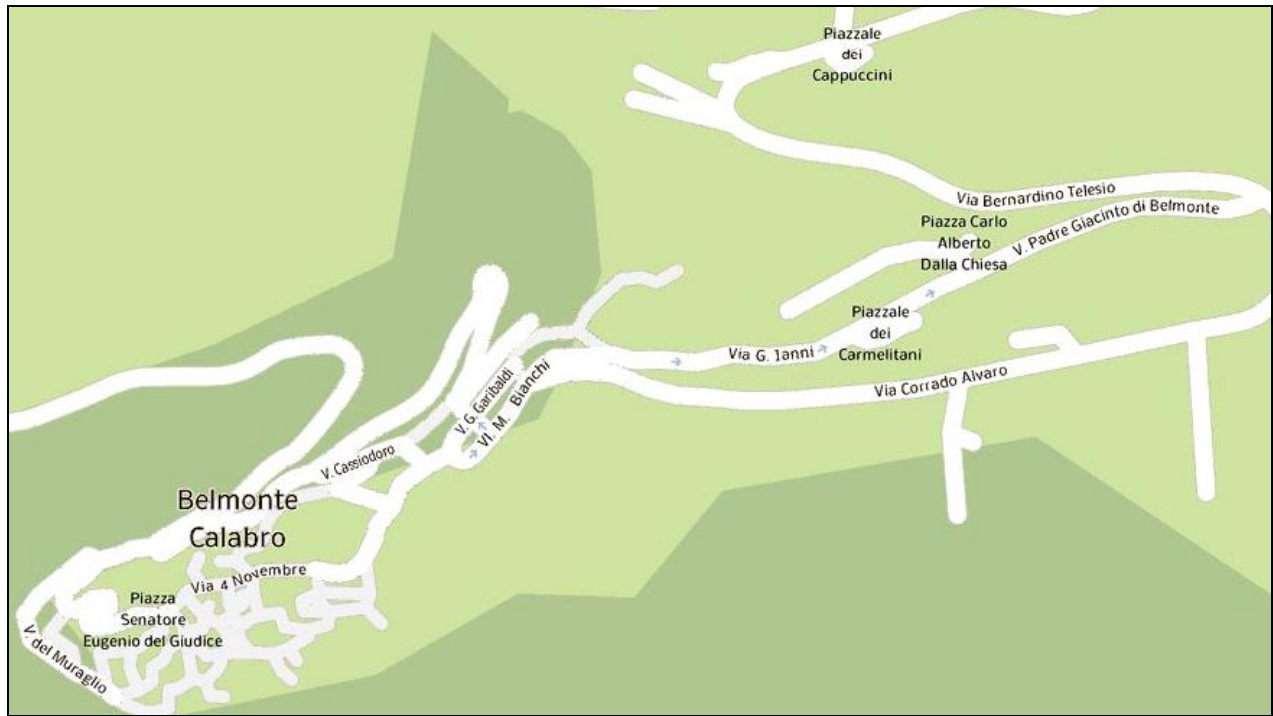 Piazzale
dei
Cappuccini
Via Bernardino Telesio
V. Padre Giacinto di Belmonte
Piazza Carlo
Alberto
Dalla Chiesa
Piazzale
dei
Carmelitani
Via G. Ianni
Via Corrado Alvaro
V. G. Garibaldi
VI. M. Bianchi
V. Cassiodoro
Belmonte
Calabro
Via 4 Novembre
Piazza
Senatore
Eugenio del Giudice
V. del Muraglio